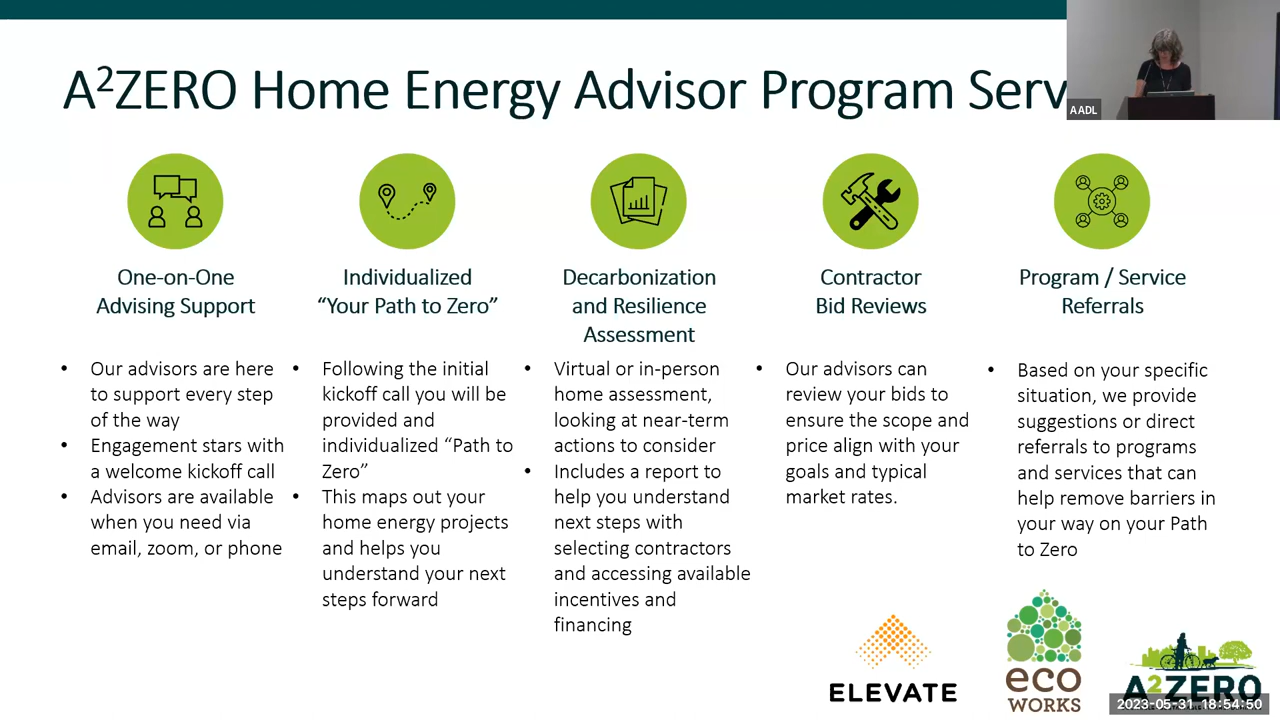 A²ZERO Home Energy Advisor Program Serv
AADL
One-on-One
Advising Support
Our advisors are here
to support every step
of the way
Engagement stars with
a welcome kickoff call
Advisors are available
when you need via
email, zoom, or phone
Individualized
“Your Path to Zero”
Following the initial
kickoff call you will be
provided and
individualized “Path to
Zero”
This maps out your
home energy projects
and helps you
understand your next
steps forward
Decarbonization
and Resilience
Assessment
Virtual or in-person
home assessment,
looking at near-term
actions to consider
Includes a report to
help you understand
next steps with
selecting contractors
and accessing available
incentives and
financing
Contractor
Bid Reviews
Our advisors can
review your bids to
ensure the scope and
price align with your
goals and typical
market rates.
Program / Service
Referrals
Based on your specific
situation, we provide
suggestions or direct
referrals to programs
and services that can
help remove barriers in
your way on your Path
to Zero
ELEVATE
eco
WORKS
A²ZERO
2023-05-31 18:54:50